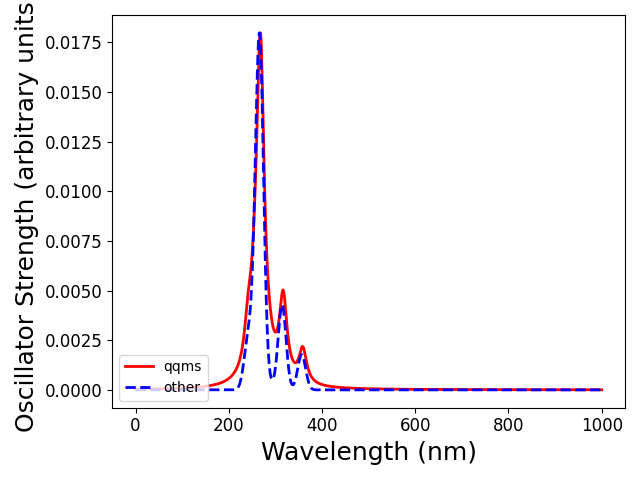 Oscillator Strength (arbitrary units
0.0175
0.0150
0.0125
0.0100
0.0075
0.0050
0.0025
0.0000
qqms
other
0 200 400 600 800 1000
Wavelength (nm)